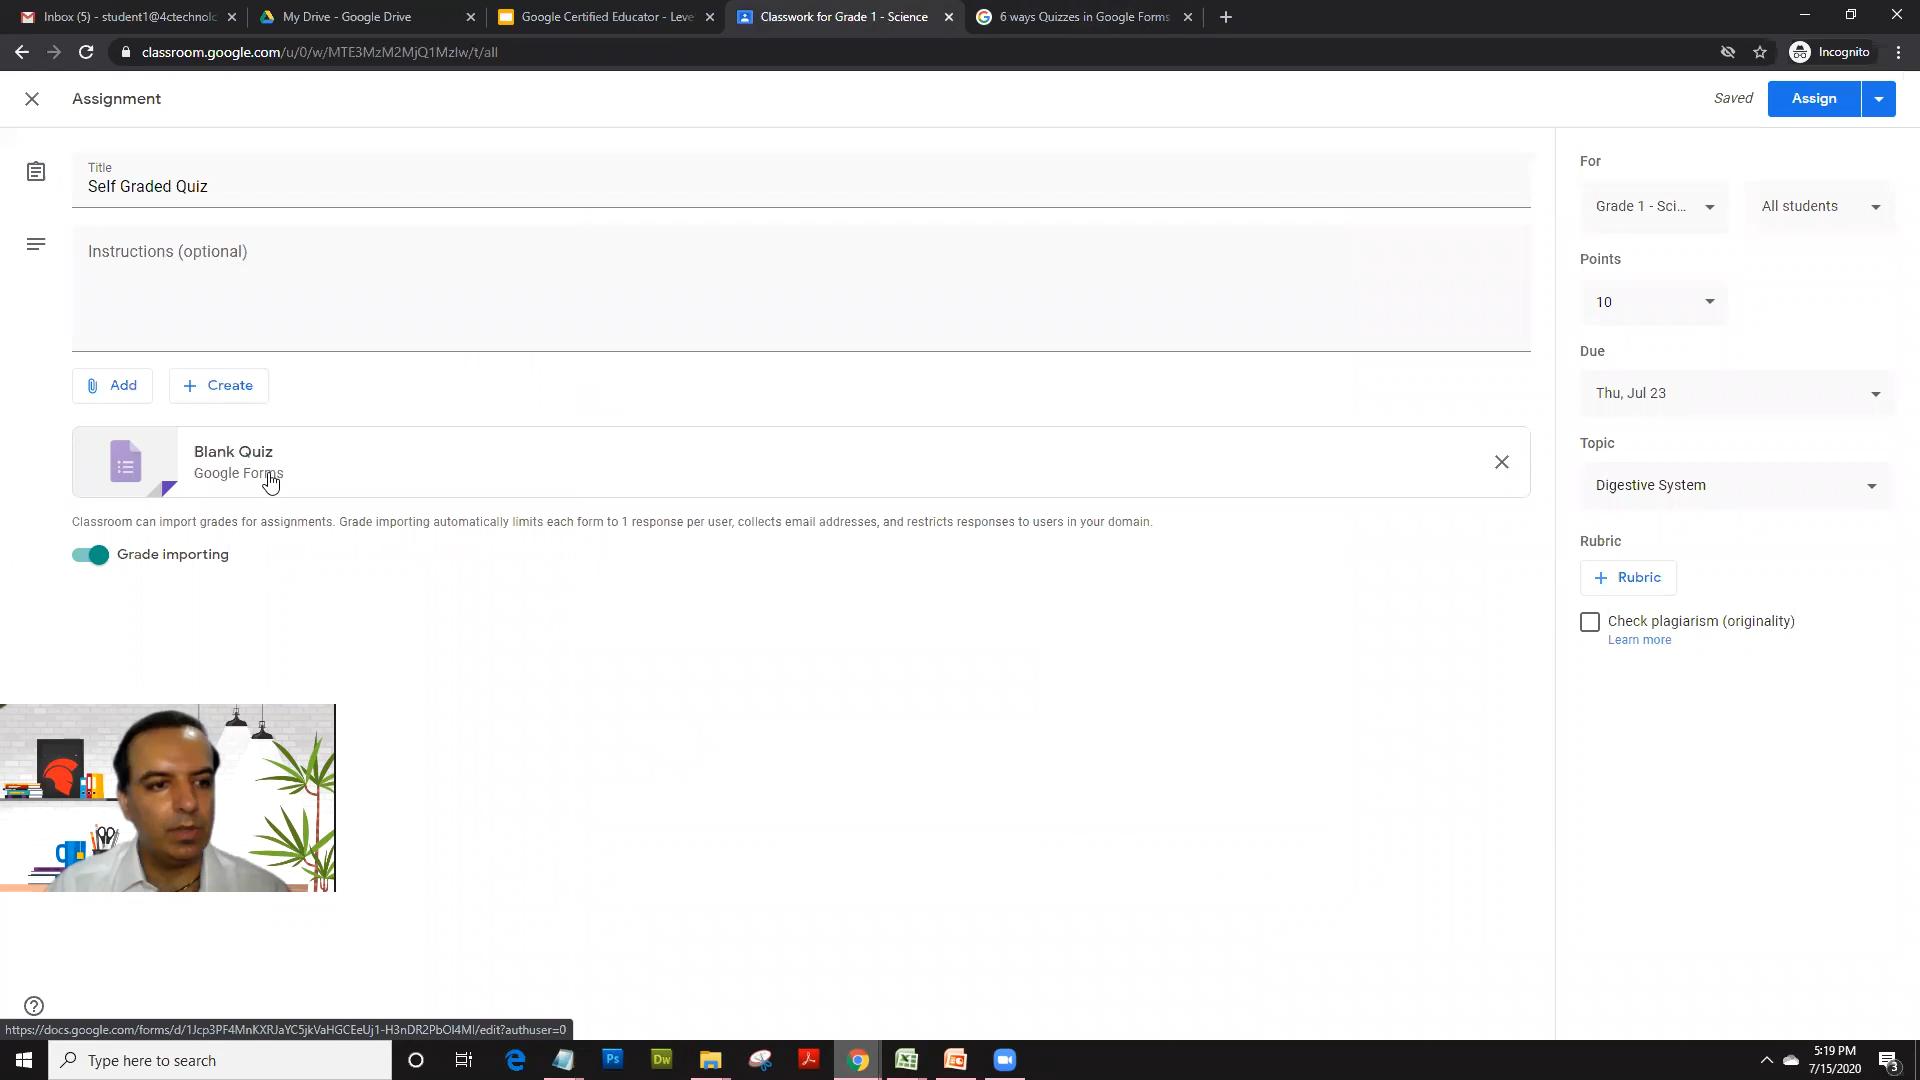 Inbox (5) - student1@4ctechnolo
My Drive - Google Drive
Google Certified Educator - Leve
Classwork for Grade 1 - Science
6 ways Quizzes in Google Forms
classroom.google.com/u/0/w/MTE3MzM2MjQ1MzIw/t/all
Incognito
Assignment
Saved
Assign
Title
Self Graded Quiz
Instructions (optional)
Add
Create
Blank Quiz
Google Forms
Classroom can import grades for assignments. Grade importing automatically limits each form to 1 response per user, collects email addresses, and restricts responses to users in your domain.
Grade importing
For
Grade 1 - Sci...
All students
Points
10
Due
Thu, Jul 23
Topic
Digestive System
Rubric
Rubric
Check plagiarism (originality)
Learn more
https://docs.google.com/forms/d/1Jcp3PF4MnKXRJaYC5jkVaHGCEeUj1-H3nDR2PbOI4MI/edit?authuser=0
Type here to search
Ps
Dw
5:19 PM
7/15/2020
3